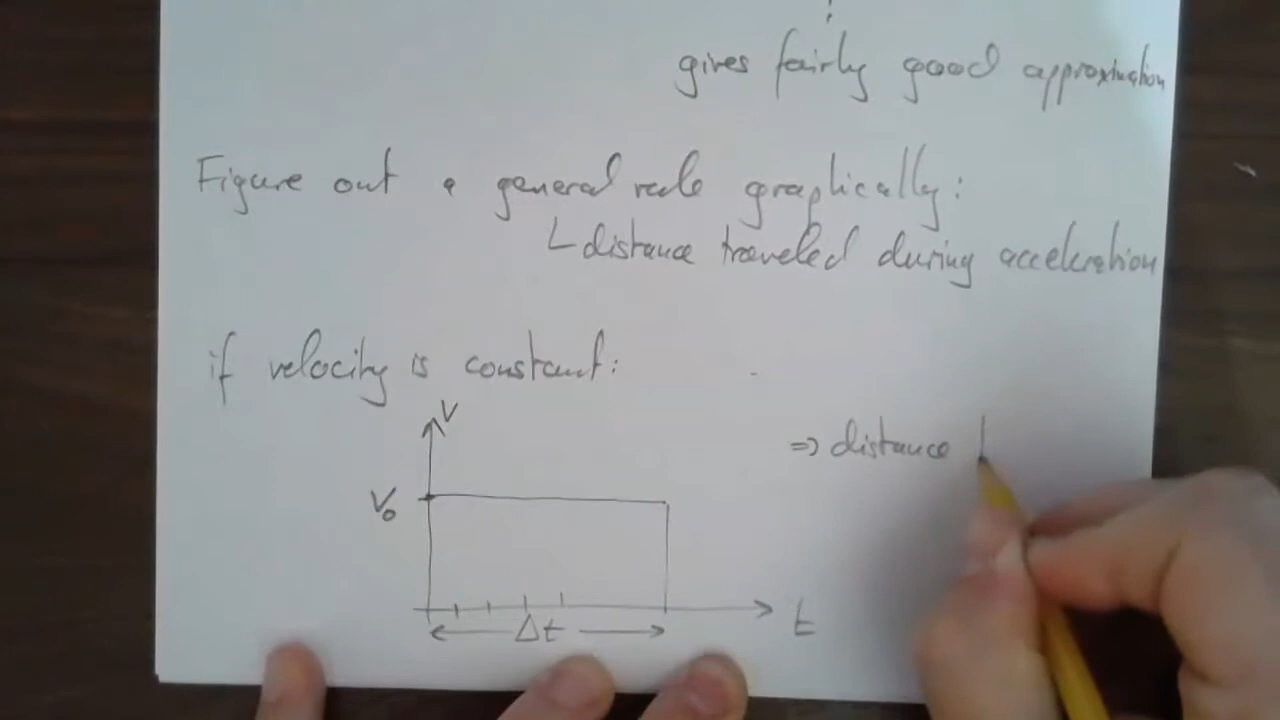 gives fairly good approximation
Figure out a general rule graphically:
distance traveled during acceleration
if velocity is constant:
V
⇒ distance
V₀
Δt
t